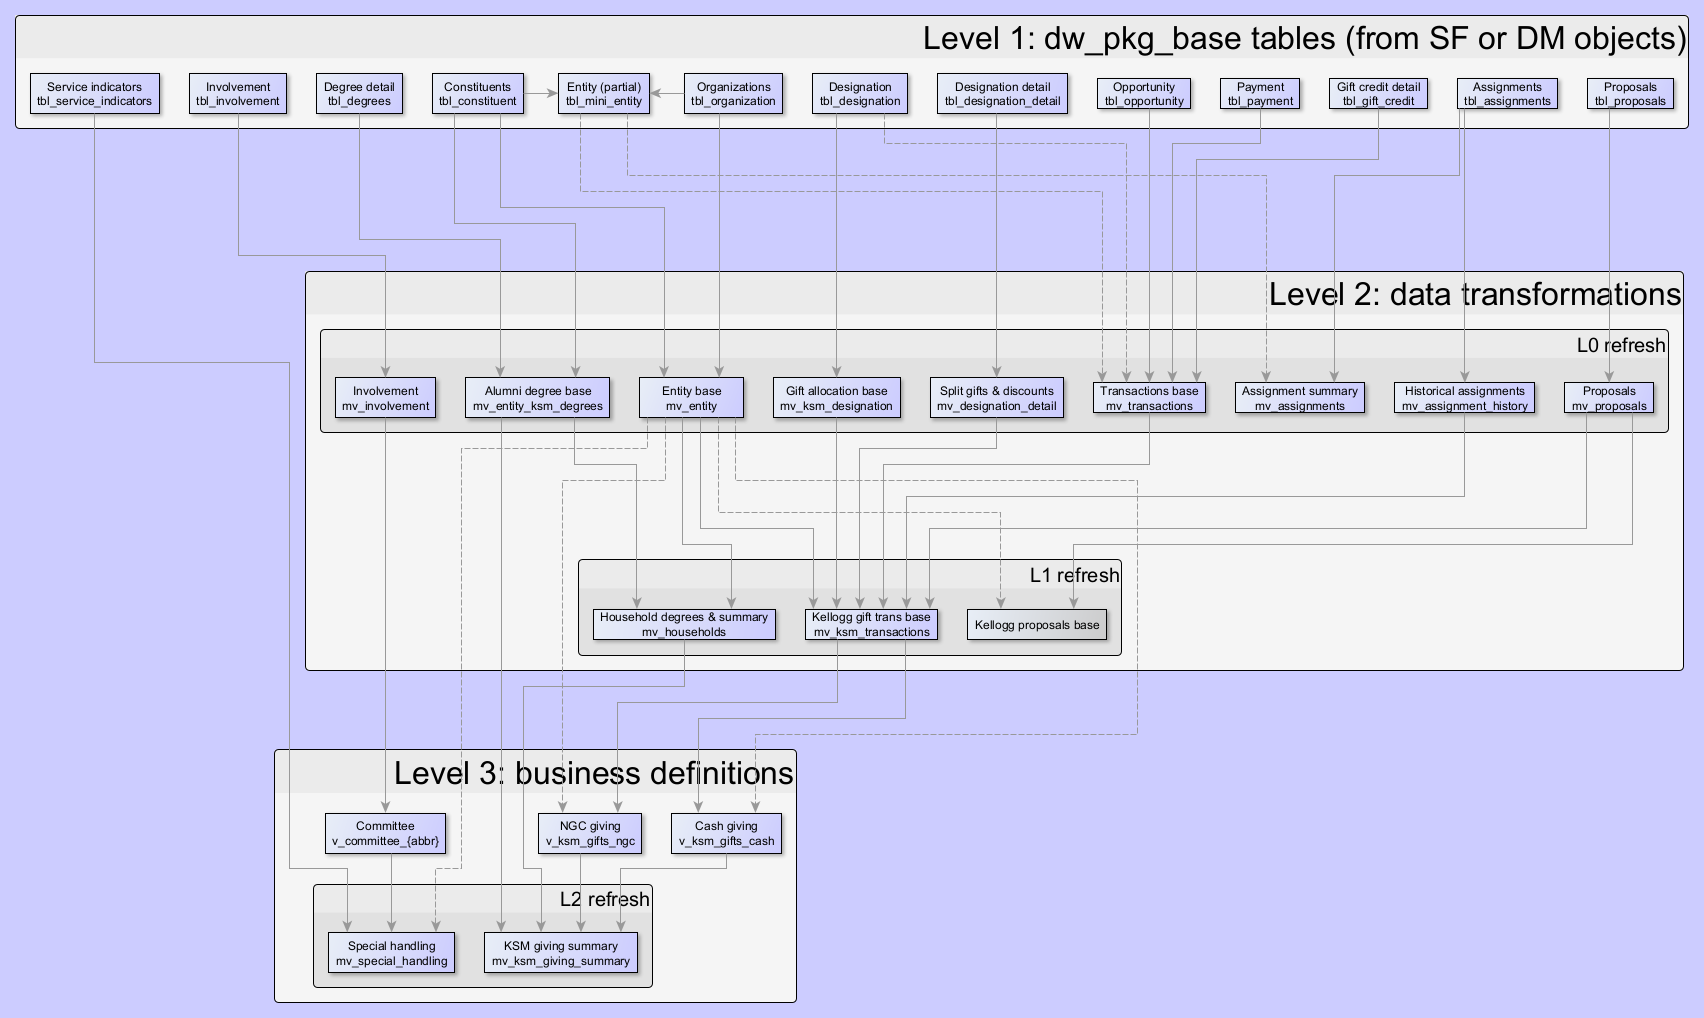 Level 1: dw_pkg_base tables (from SF or DM objects)
Service indicators
tbl_service_indicators
Involvement
tbl_involvement
Degree detail
tbl_degrees
Constituents
tbl_constituent
Entity (partial)
tbl_mini_entity
Organizations
tbl_organization
Designation
tbl_designation
Designation detail
tbl_designation_detail
Opportunity
tbl_opportunity
Payment
tbl_payment
Gift credit detail
tbl_gift_credit
Assignments
tbl_assignments
Proposals
tbl_proposals
Level 2: data transformations
L0 refresh
Involvement
mv_involvement
Alumni degree base
mv_entity_ksm_degrees
Entity base
mv_entity
Gift allocation base
mv_ksm_designation
Split gifts & discounts
mv_designation_detail
Transactions base
mv_transactions
Assignment summary
mv_assignments
Historical assignments
mv_assignment_history
Proposals
mv_proposals
L1 refresh
Household degrees & summary
mv_households
Kellogg gift trans base
mv_ksm_transactions
Kellogg proposals base
Level 3: business definitions
Committee
v_committee_{abbr}
NGC giving
v_ksm_gifts_ngc
Cash giving
v_ksm_gifts_cash
L2 refresh
Special handling
mv_special_handling
KSM giving summary
mv_ksm_giving_summary